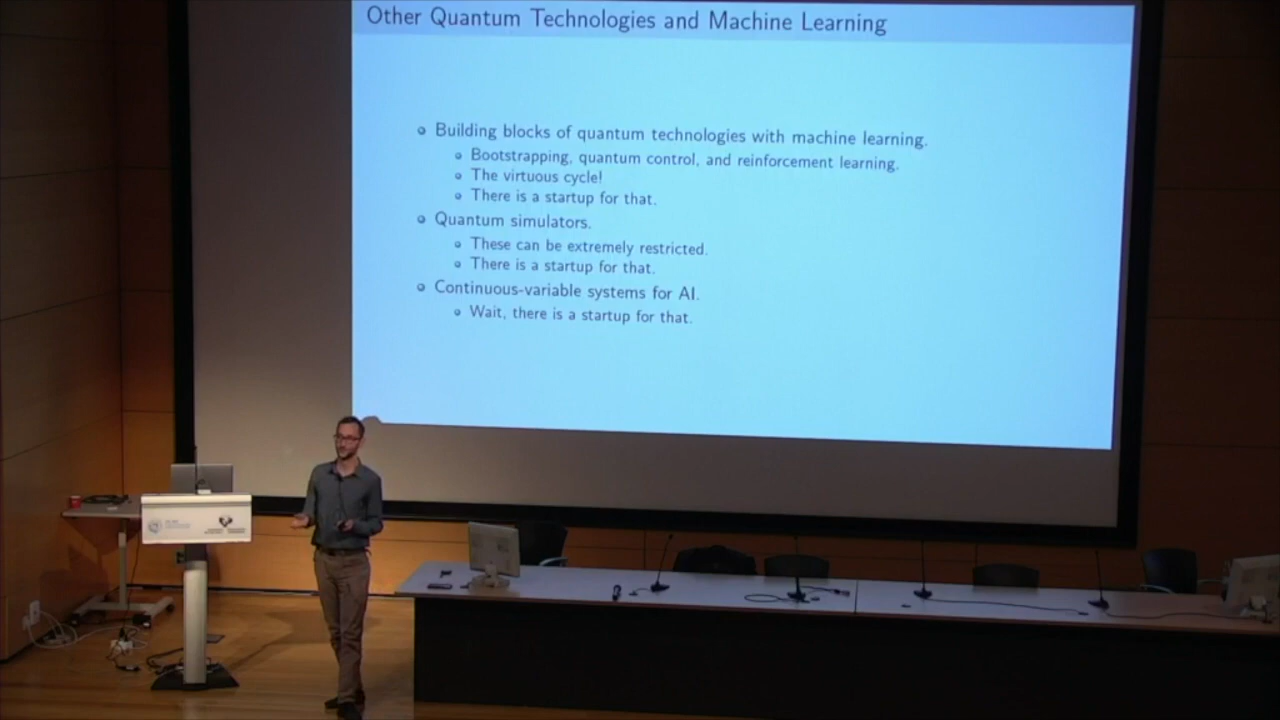 Other Quantum Technologies and Machine Learning
Building blocks of quantum technologies with machine learning.
Bootstrapping, quantum control, and reinforcement learning.
The virtuous cycle!
There is a startup for that.
Quantum simulators.
These can be extremely restricted.
There is a startup for that.
Continuous-variable systems for AI.
Wait, there is a startup for that.